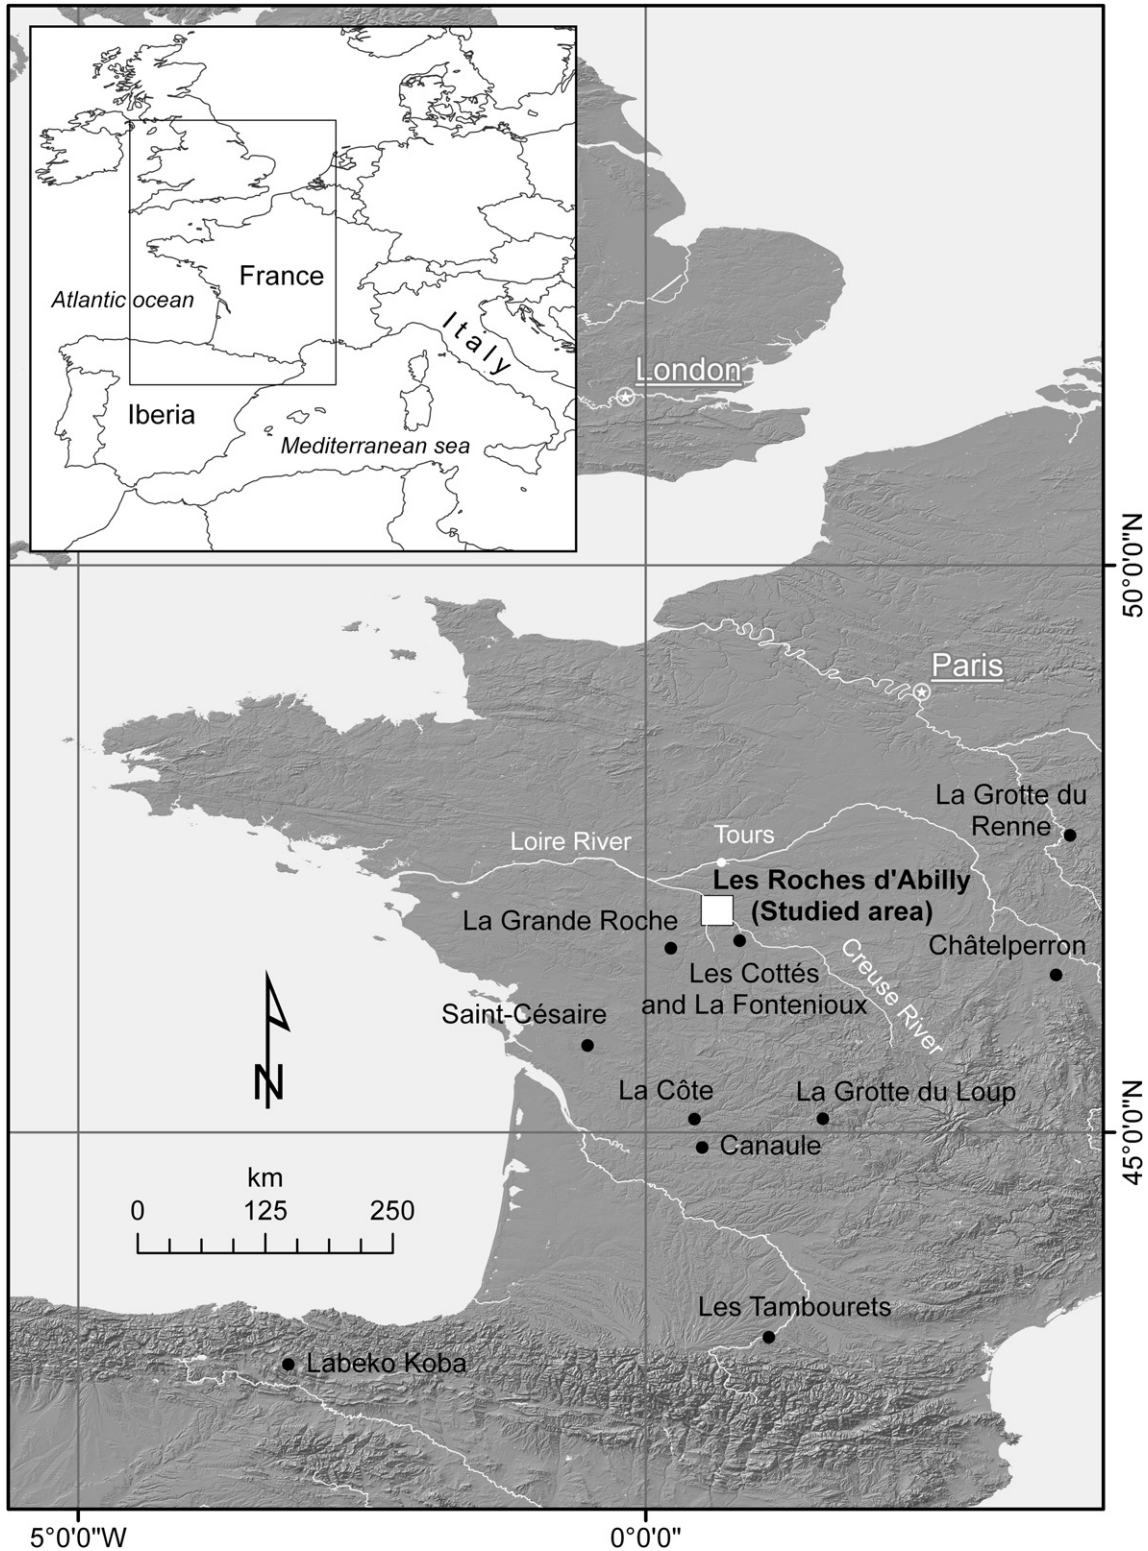 France
Atlantic ocean
Italy
Iberia
Mediterranean sea
London
50°0'0"N
Paris
La Grotte du
Renne
Loire River
Tours
Les Roches d'Abilly
(Studied area)
La Grande Roche
Châtelperron
Les Cottés
and La Fontenioux
Creuse River
Saint-Césaire
N
La Côte
La Grotte du Loup
Canaule
45°0'0"N
km
0 125 250
Les Tambourets
Labeko Koba
5°0'0"W
0°0'0"